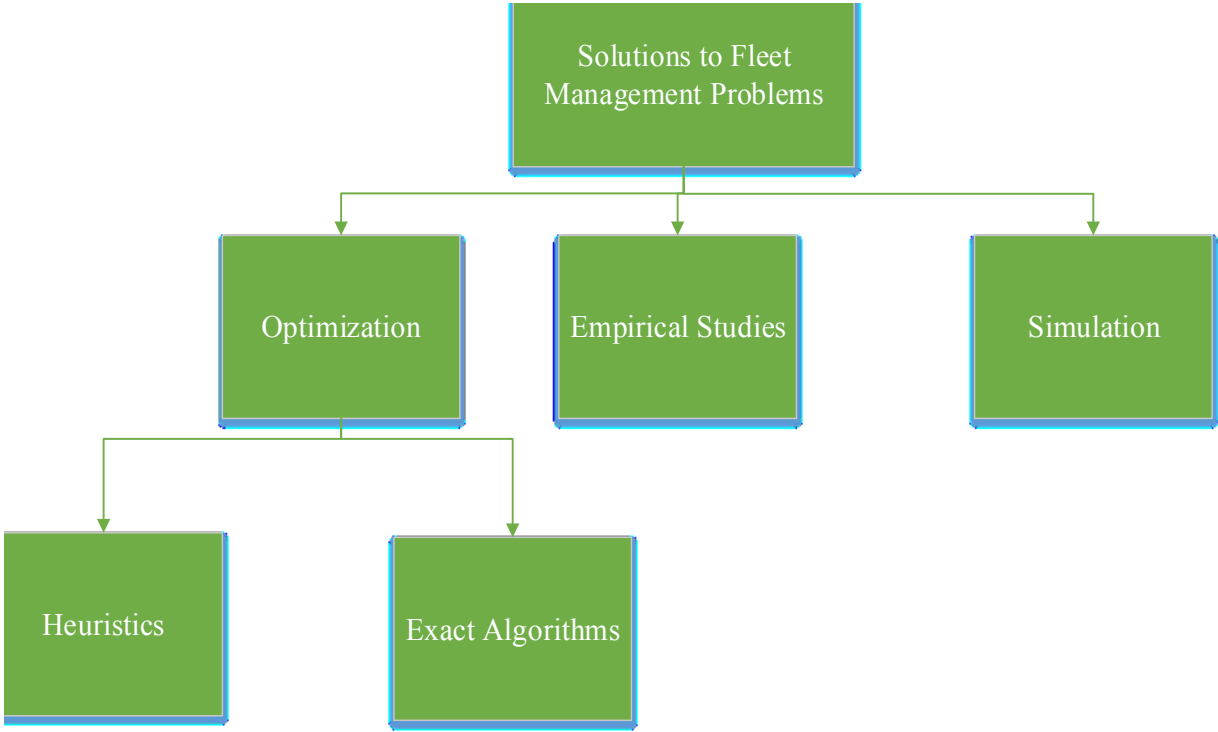 Solutions to Fleet
Management Problems
Optimization
Empirical Studies
Simulation
Heuristics
Exact Algorithms